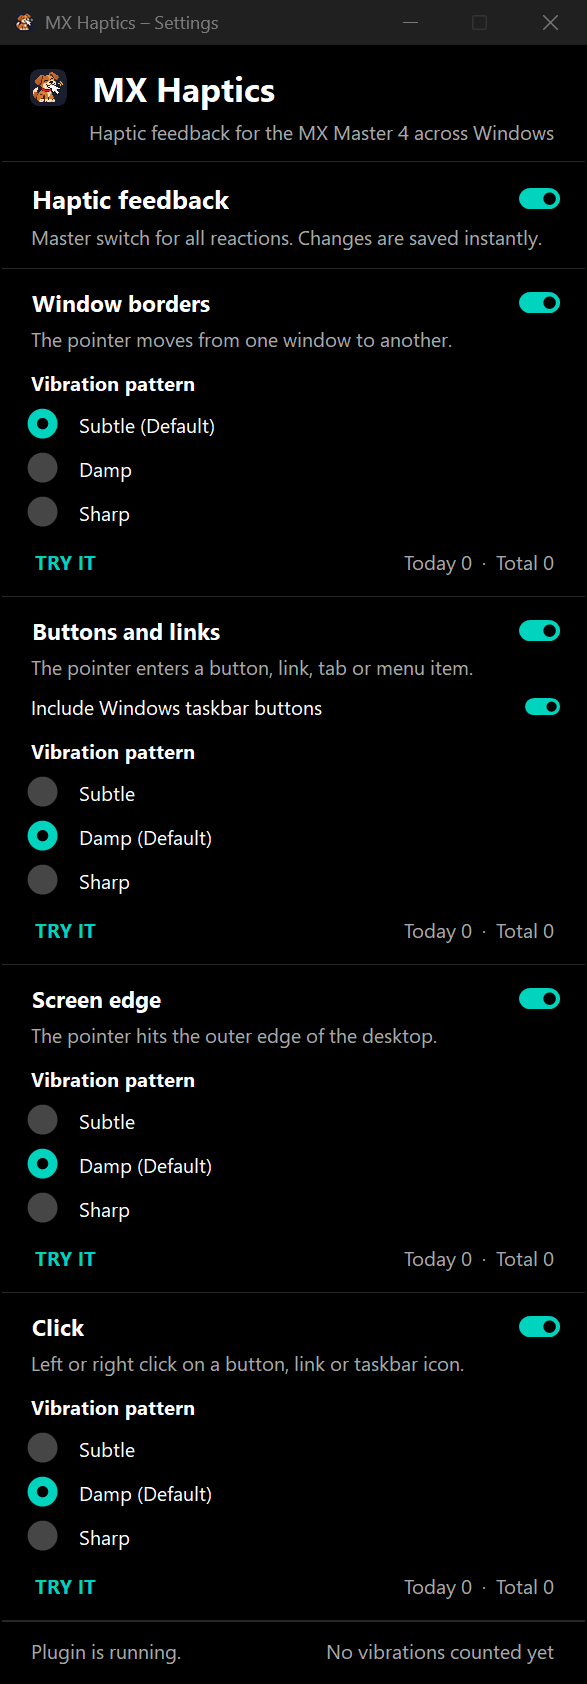 MX Haptics – Settings
MX Haptics
Haptic feedback for the MX Master 4 across Windows
Haptic feedback
Master switch for all reactions. Changes are saved instantly.
Window borders
The pointer moves from one window to another.
Vibration pattern
Subtle (Default)
Damp
Sharp
TRY IT
Today 0 · Total 0
Buttons and links
The pointer enters a button, link, tab or menu item.
Include Windows taskbar buttons
Vibration pattern
Subtle
Damp (Default)
Sharp
TRY IT
Today 0 · Total 0
Screen edge
The pointer hits the outer edge of the desktop.
Vibration pattern
Subtle
Damp (Default)
Sharp
TRY IT
Today 0 · Total 0
Click
Left or right click on a button, link or taskbar icon.
Vibration pattern
Subtle
Damp (Default)
Sharp
TRY IT
Today 0 · Total 0
Plugin is running.
No vibrations counted yet